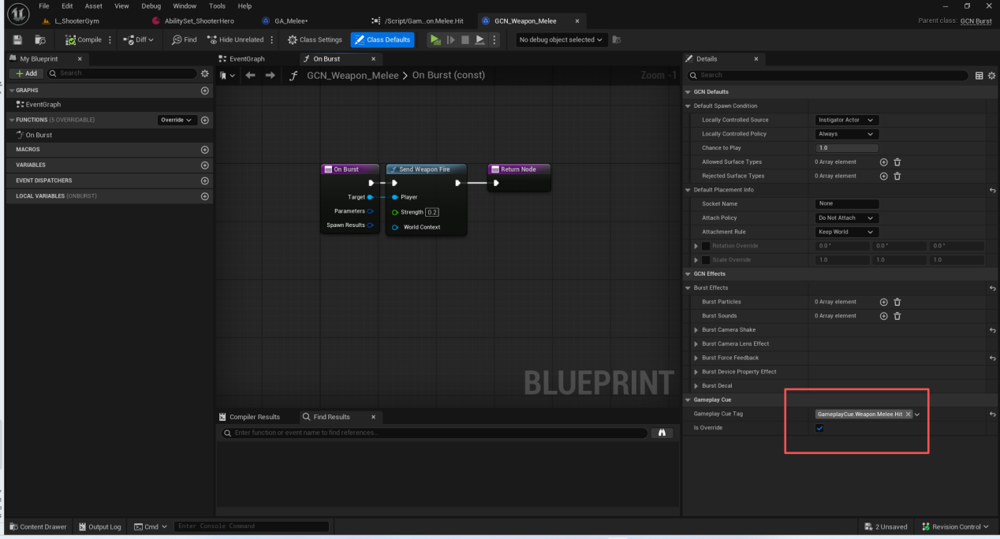 File Edit Asset View Debug Window Tools Help
L_ShooterGym AbilitySet_ShooterHero GA_Melee• /Script/Gam...on.Melee.Hit GCN_Weapon_Melee × Parent class: GCN Burst
Compile Diff Find Hide Unrelated Class Settings Class Defaults No debug object selected
My Blueprint ×
+ Add Search
GRAPHS
EventGraph
FUNCTIONS (5 OVERRIDABLE) Override
On Burst
MACROS
VARIABLES
EVENT DISPATCHERS
LOCAL VARIABLES (ONBURST)
EventGraph On Burst ×
GCN_Weapon_Melee > On Burst (const) Zoom -1
On Burst
Target
Parameters
Spawn Results
Send Weapon Fire
Player
Strength 0.2
World Context
Return Node
BLUEPRINT
Compiler Results Find Results ×
Enter function or event name to find references...
Details ×
Search
GCN Defaults
Default Spawn Condition
Locally Controlled Source Instigator Actor
Locally Controlled Policy Always
Chance to Play 1.0
Allowed Surface Types 0 Array element
Rejected Surface Types 0 Array element
Default Placement Info
Socket Name None
Attach Policy Do Not Attach
Attachment Rule Keep World
Rotation Override 0.0 ° 0.0 ° 0.0 °
Scale Override 1.0 1.0 1.0
GCN Effects
Burst Effects
Burst Particles 0 Array element
Burst Sounds 0 Array element
Burst Camera Shake
Burst Camera Lens Effect
Burst Force Feedback
Burst Device Property Effect
Burst Decal
Gameplay Cue
Gameplay Cue Tag GameplayCue.Weapon.Melee.Hit ×
Is Override
Content Drawer Output Log Cmd Enter Console Command 2 Unsaved Revision Control